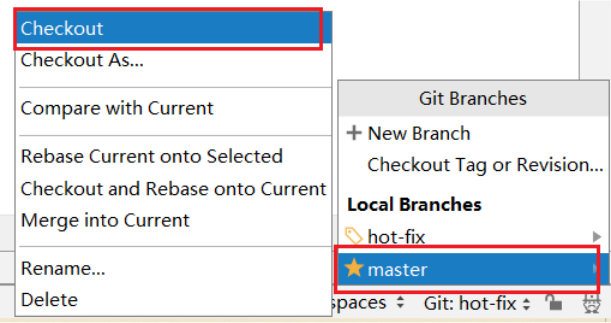 Checkout
Checkout As...
Compare with Current
Rebase Current onto Selected
Checkout and Rebase onto Current
Merge into Current
Rename...
Delete
Git Branches
New Branch
Checkout Tag or Revision...
Local Branches
hot-fix
master
spaces Git: hot-fix